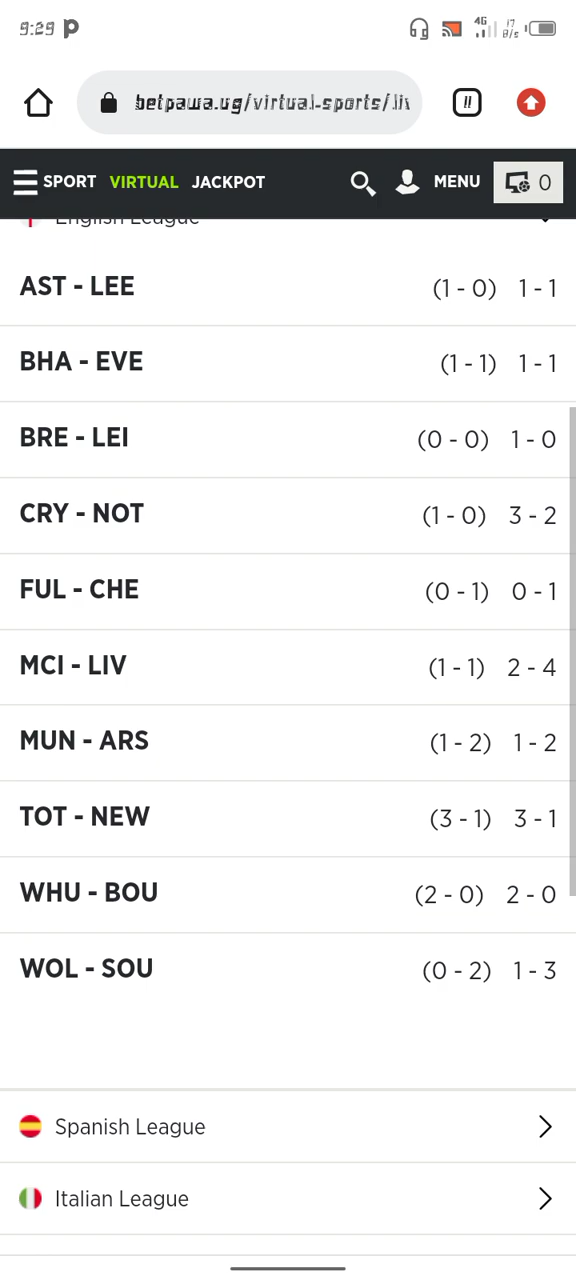 9:29 P 4G 17 B/s
betpawa.ug/virtual-sports/.liv
SPORT VIRTUAL JACKPOT MENU 0
English League
AST - LEE (1 - 0) 1 - 1
BHA - EVE (1 - 1) 1 - 1
BRE - LEI (0 - 0) 1 - 0
CRY - NOT (1 - 0) 3 - 2
FUL - CHE (0 - 1) 0 - 1
MCI - LIV (1 - 1) 2 - 4
MUN - ARS (1 - 2) 1 - 2
TOT - NEW (3 - 1) 3 - 1
WHU - BOU (2 - 0) 2 - 0
WOL - SOU (0 - 2) 1 - 3
Spanish League
Italian League